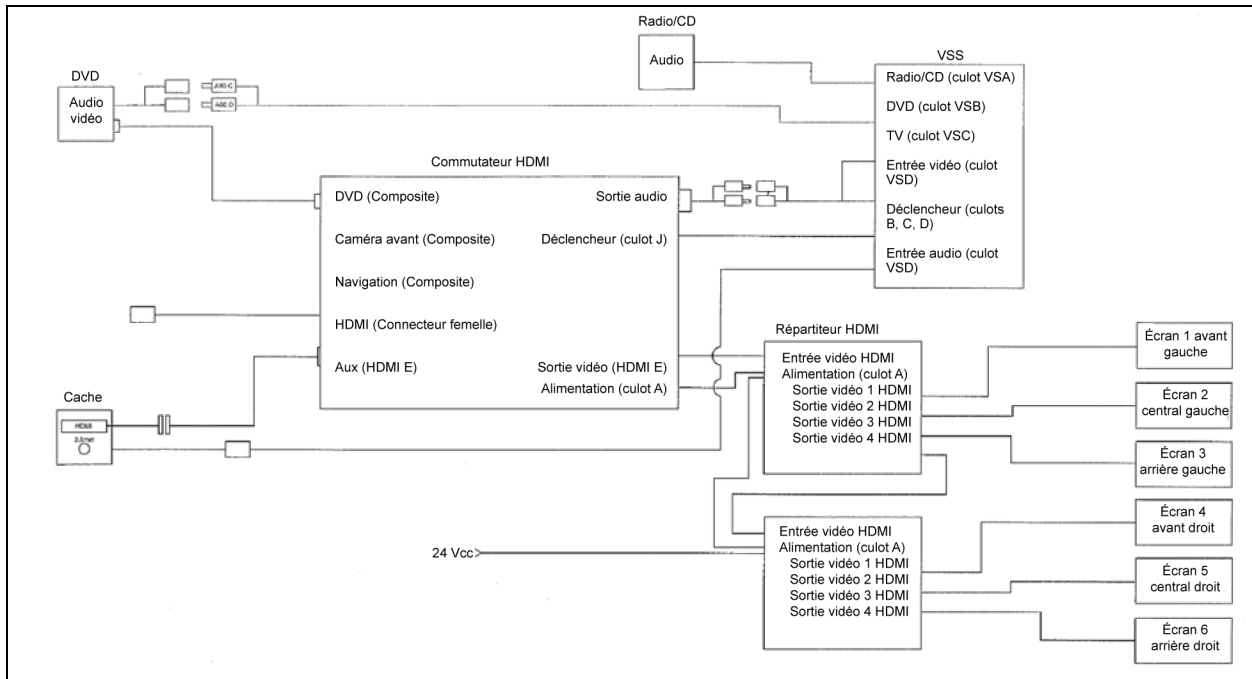 Radio/CD
Audio
DVD
Audio
vidéo
VSS
Radio/CD (culot VSA)
DVD (culot VSB)
TV (culot VSC)
Entrée vidéo (culot
VSD)
Déclencheur (culots
B, C, D)
Entrée audio (culot
VSD)
Commutateur HDMI
DVD (Composite)
Sortie audio
Caméra avant (Composite)
Déclencheur (culot J)
Navigation (Composite)
HDMI (Connecteur femelle)
Aux (HDMI E)
Sortie vidéo (HDMI E)
Alimentation (culot A)
Cache
HDMI
3.5mm
Répartiteur HDMI
Entrée vidéo HDMI
Alimentation (culot A)
Sortie vidéo 1 HDMI
Sortie vidéo 2 HDMI
Sortie vidéo 3 HDMI
Sortie vidéo 4 HDMI
Écran 1 avant
gauche
Écran 2
central gauche
Écran 3
arrière gauche
24 Vcc
Entrée vidéo HDMI
Alimentation (culot A)
Sortie vidéo 1 HDMI
Sortie vidéo 2 HDMI
Sortie vidéo 3 HDMI
Sortie vidéo 4 HDMI
Écran 4
avant droit
Écran 5
central droit
Écran 6
arrière droit